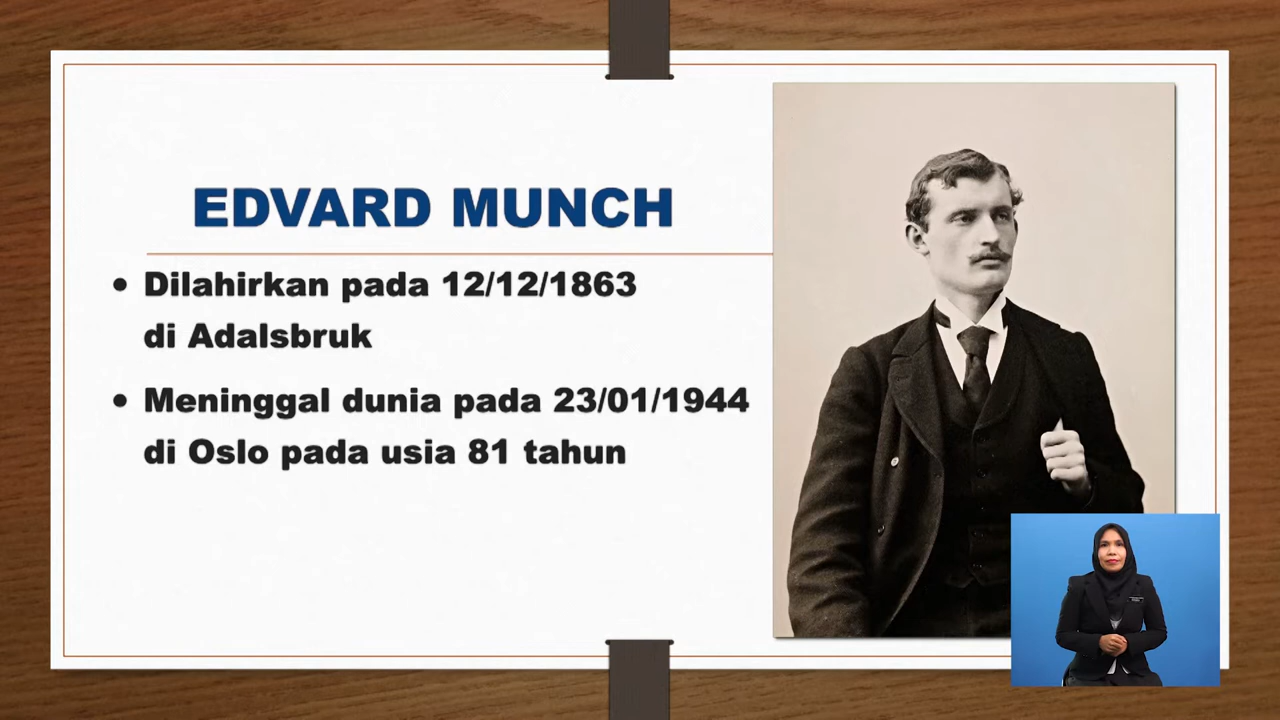 EDVARD MUNCH
• Dilahirkan pada 12/12/1863
di Adalsbruk
• Meninggal dunia pada 23/01/1944
di Oslo pada usia 81 tahun